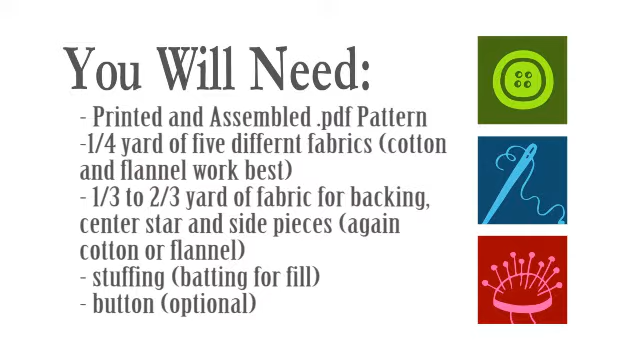 You Will Need:
- Printed and Assembled .pdf Pattern
-1/4 yard of five differnt fabrics (cotton
and flannel work best)
- 1/3 to 2/3 yard of fabric for backing,
center star and side pieces (again
cotton or flannel)
- stuffing (batting for fill)
- button (optional)